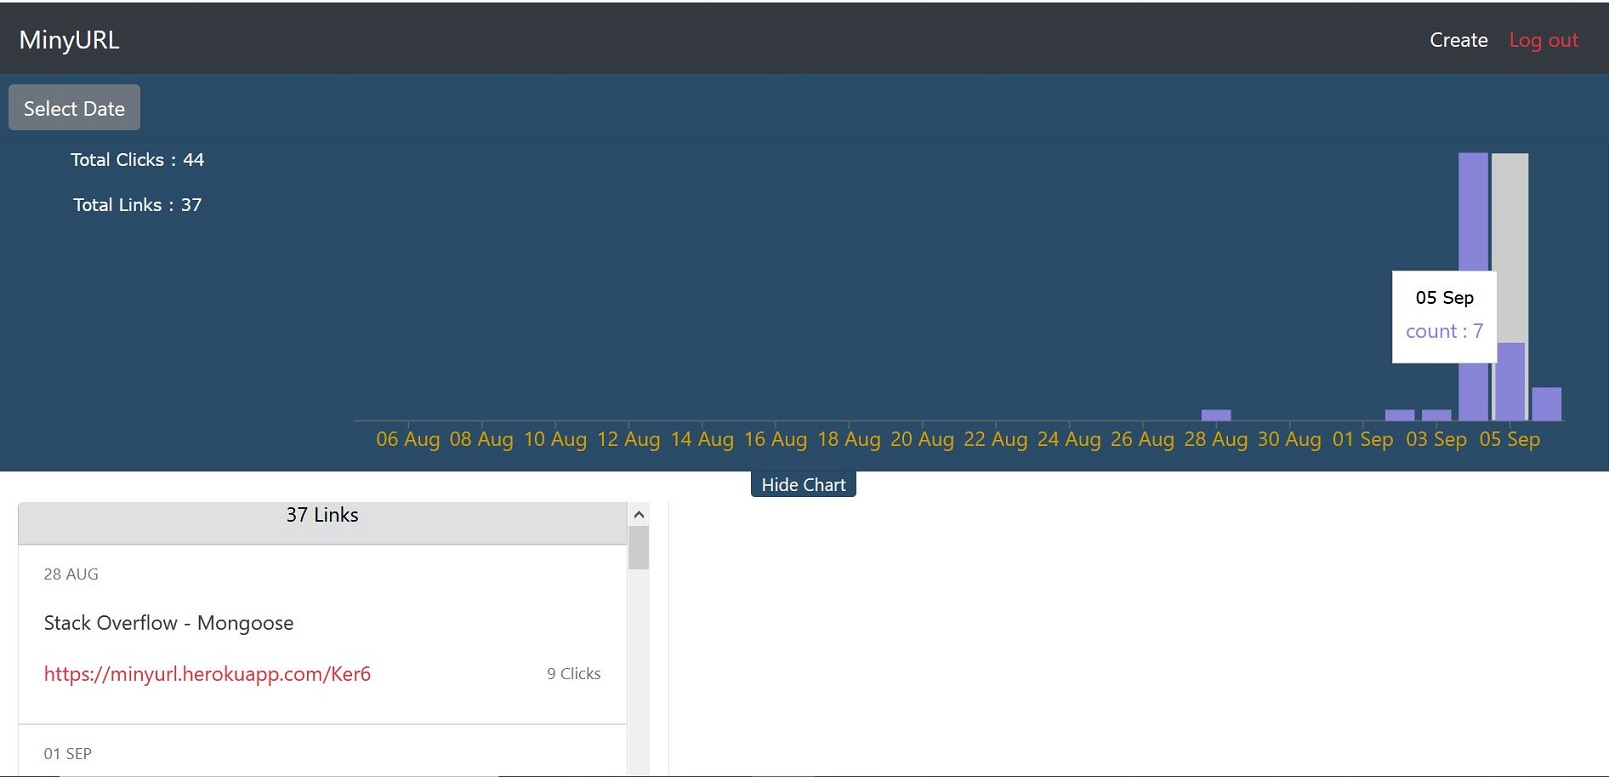 MinyURL
Create Log out
Select Date
Total Clicks : 44
Total Links : 37
05 Sep
count : 7
06 Aug 08 Aug 10 Aug 12 Aug 14 Aug 16 Aug 18 Aug 20 Aug 22 Aug 24 Aug 26 Aug 28 Aug 30 Aug 01 Sep 03 Sep 05 Sep
Hide Chart
37 Links
28 AUG
Stack Overflow - Mongoose
https://minyurl.herokuapp.com/Ker6 9 Clicks
01 SEP